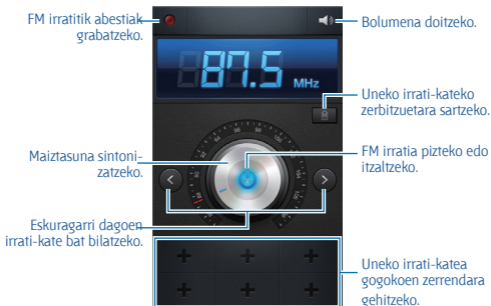 FM irratitik abestiak
grabatzeko.
Bolumena doitzeko.
87.5
MHz
Uneko irrati-kateko
zerbitzuetara sartzeko.
Maiztasuna sintoni-
zatzeko.
FM irratia pizteko edo
itzaltzeko.
Eskuragarri dagoen
irrati-kate bat bilatzeko.
Uneko irrati-katea
gogokoen zerrendara
gehitzeko.